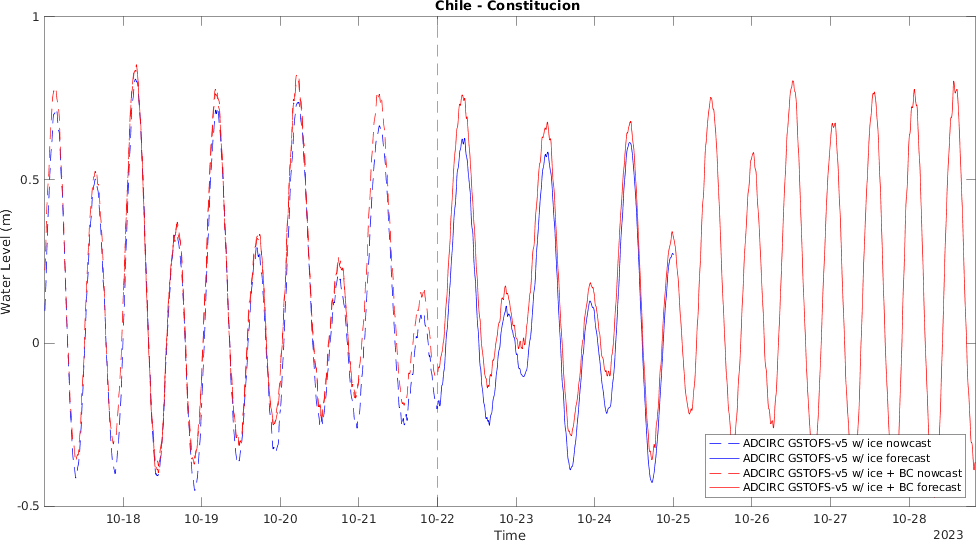 Chile - Constitucion
1
0.5
0
-0.5
Water Level (m)
10-18 10-19 10-20 10-21 10-22 10-23 10-24 10-25 10-26 10-27 10-28
Time
2023
ADCIRC GSTOFS-v5 w/ ice nowcast
ADCIRC GSTOFS-v5 w/ ice forecast
ADCIRC GSTOFS-v5 w/ ice + BC nowcast
ADCIRC GSTOFS-v5 w/ ice + BC forecast